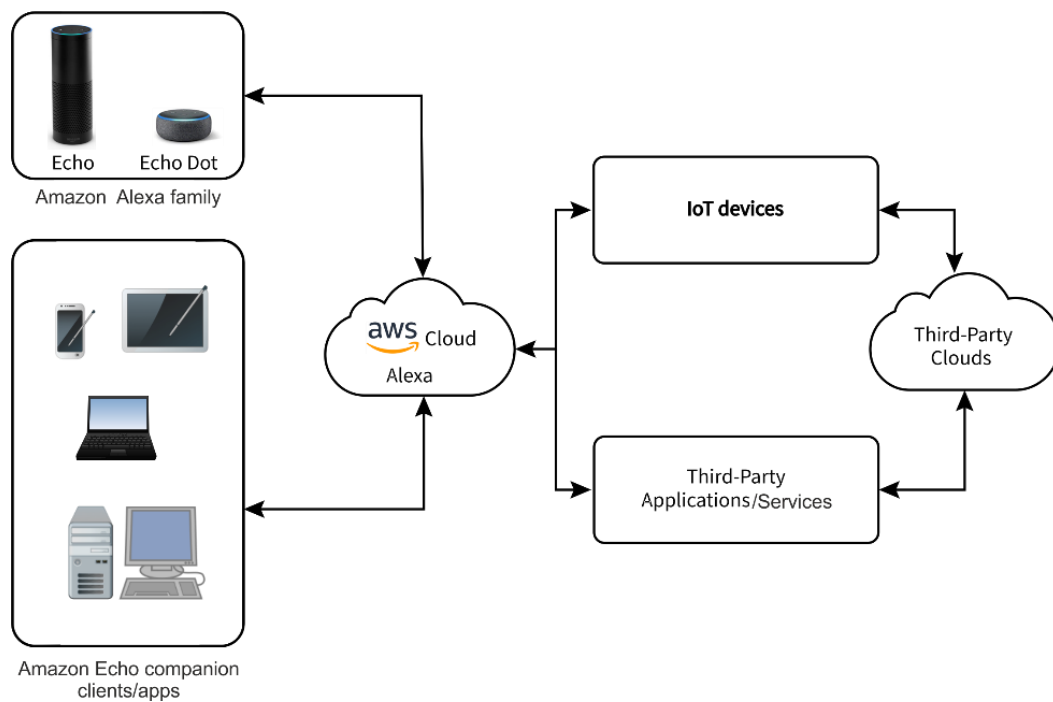 Echo
Echo Dot
Amazon Alexa family
Amazon Echo companion
clients/apps
aws Cloud
Alexa
IoT devices
Third-Party
Applications/Services
Third-Party
Clouds